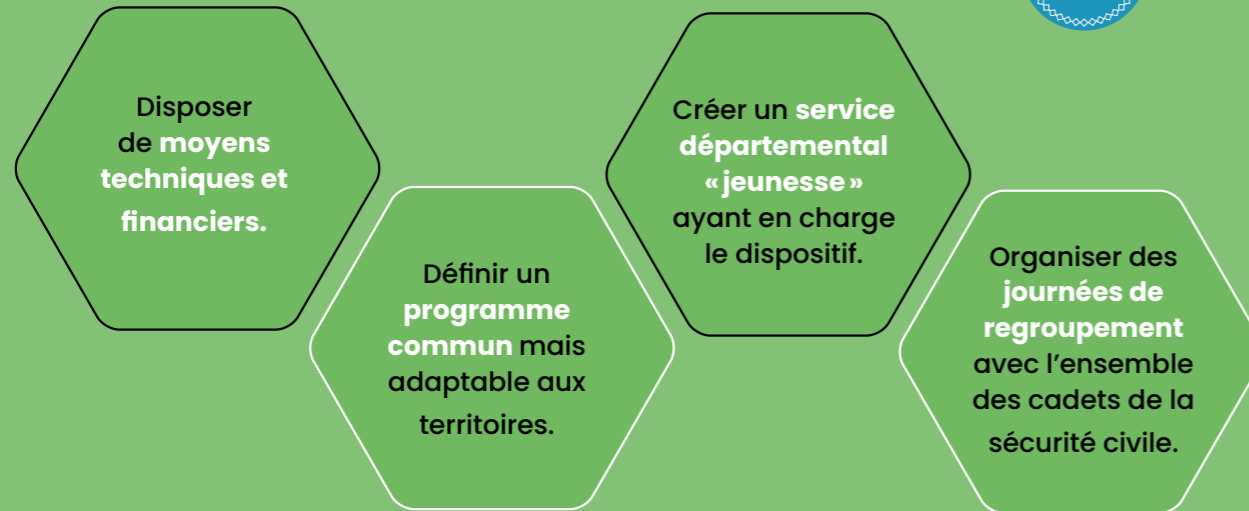 Disposer
de moyens
techniques et
financiers.
Définir un
programme
commun mais
adaptable aux
territoires.
Créer un service
départemental
« jeunesse »
ayant en charge
le dispositif.
Organiser des
journées de
regroupement
avec l’ensemble
des cadets de la
sécurité civile.